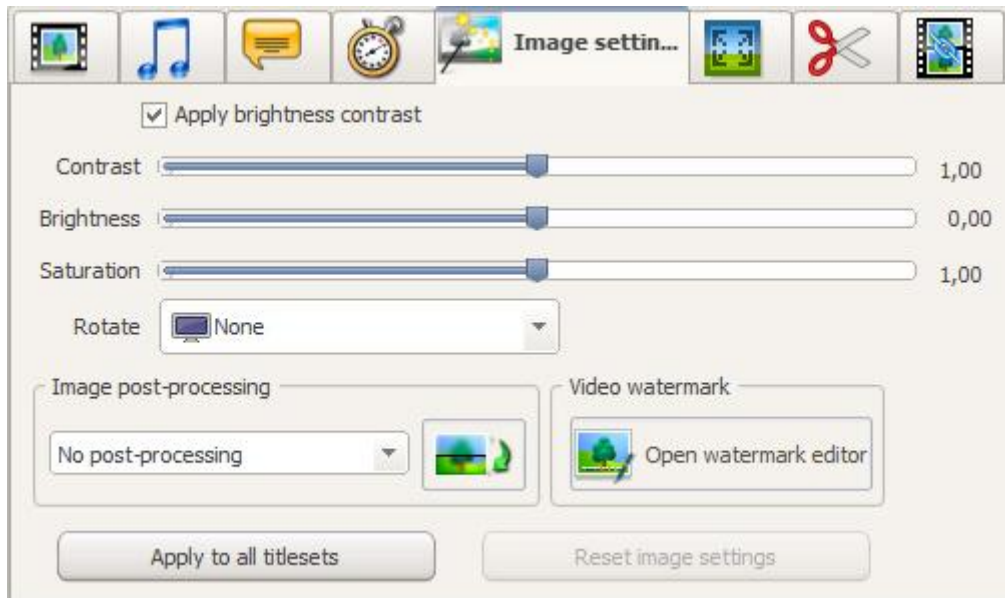 Image settin...
Apply brightness contrast
Contrast 1,00
Brightness 0,00
Saturation 1,00
Rotate None
Image post-processing Video watermark
No post-processing Open watermark editor
Apply to all titlesets Reset image settings